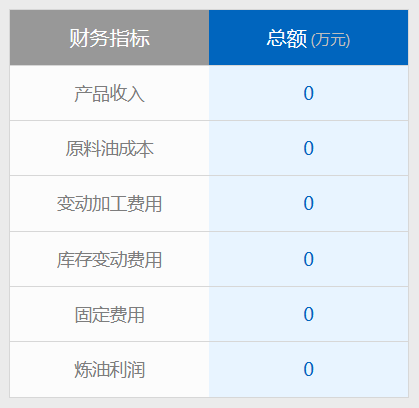 财务指标 总额 (万元)
产品收入 0
原料油成本 0
变动加工费用 0
库存变动费用 0
固定费用 0
炼油利润 0